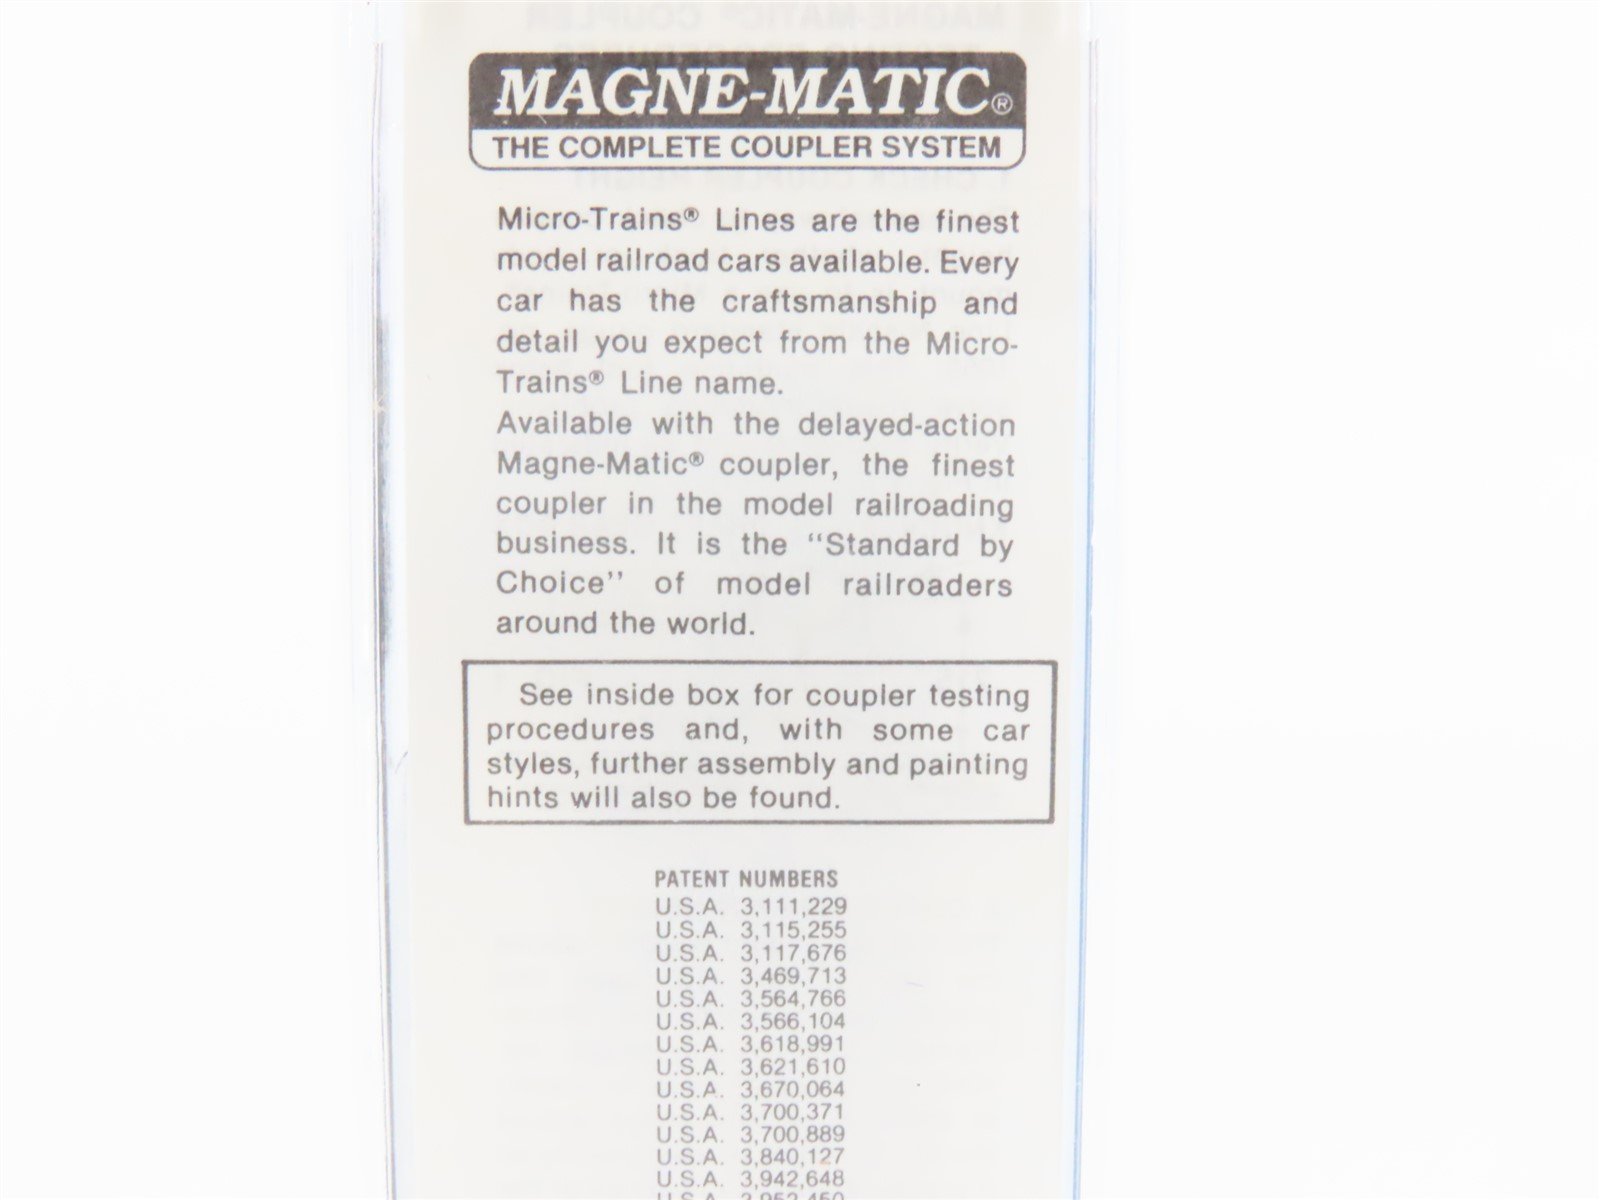 MAGNE-MATIC®
THE COMPLETE COUPLER SYSTEM
Micro-Trains® Lines are the finest
model railroad cars available. Every
car has the craftsmanship and
detail you expect from the Micro-
Trains® Line name.
Available with the delayed-action
Magne-Matic® coupler, the finest
coupler in the model railroading
business. It is the "Standard by
Choice" of model railroaders
around the world.
See inside box for coupler testing
procedures and, with some car
styles, further assembly and painting
hints will also be found.
PATENT NUMBERS
U.S.A. 3,111,229
U.S.A. 3,115,255
U.S.A. 3,117,676
U.S.A. 3,469,713
U.S.A. 3,564,766
U.S.A. 3,566,104
U.S.A. 3,618,991
U.S.A. 3,621,610
U.S.A. 3,670,064
U.S.A. 3,700,371
U.S.A. 3,700,889
U.S.A. 3,840,127
U.S.A. 3,942,648